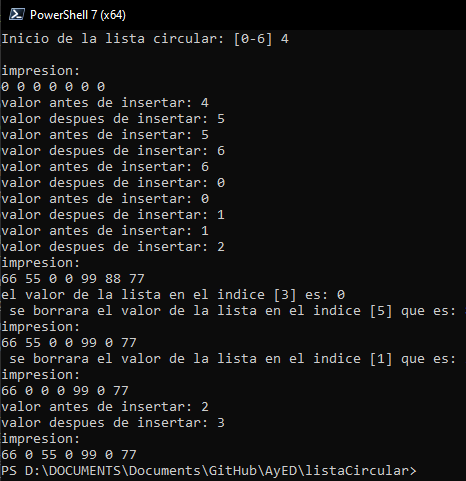 PowerShell 7 (x64)
Inicio de la lista circular: [0-6] 4
impresion:
0 0 0 0 0 0 0
valor antes de insertar: 4
valor despues de insertar: 5
valor antes de insertar: 5
valor despues de insertar: 6
valor antes de insertar: 6
valor despues de insertar: 0
valor antes de insertar: 0
valor despues de insertar: 1
valor antes de insertar: 1
valor despues de insertar: 2
impresion:
66 55 0 0 99 88 77
el valor de la lista en el indice [3] es: 0
se borrara el valor de la lista en el indice [5] que es:
impresion:
66 55 0 0 99 0 77
se borrara el valor de la lista en el indice [1] que es:
impresion:
66 0 0 0 99 0 77
valor antes de insertar: 2
valor despues de insertar: 3
impresion:
66 0 55 0 99 0 77
PS D:\DOCUMENTS\Documents\GitHub\AyED\listaCircular>